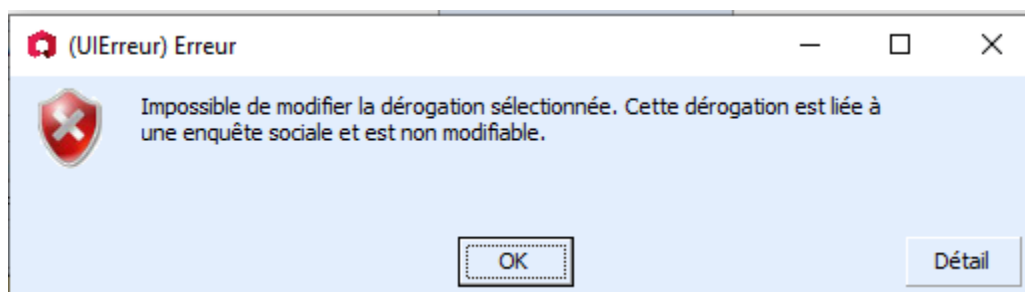 (UIErreur) Erreur
Impossible de modifier la dérogation sélectionnée. Cette dérogation est liée à
une enquête sociale et est non modifiable.
OK
Détail